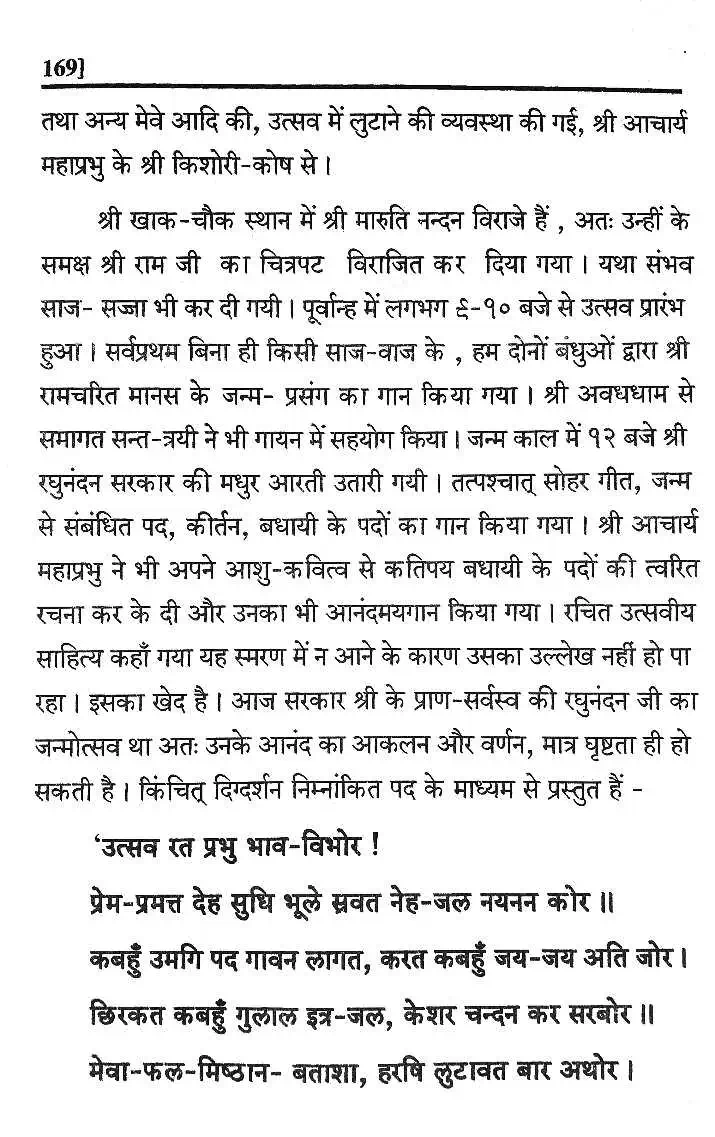 169]
तथा अन्य मेवे आदि की, उत्सव में लुटाने की व्यवस्था की गई, श्री आचार्य
महाप्रभु के श्री किशोरी-कोष से।
श्री खाक-चौक स्थान में श्री मारुति नन्दन विराजे हैं , अतः उन्हीं के
समक्ष श्री राम जी का चित्रपट विराजित कर दिया गया। यथा संभव
साज- सज्जा भी कर दी गयी। पूर्वान्ह में लगभग ९-१० बजे से उत्सव प्रारंभ
हुआ। सर्वप्रथम बिना ही किसी साज-वाज के , हम दोनों बंधुओं द्वारा श्री
रामचरित मानस के जन्म- प्रसंग का गान किया गया। श्री अवधधाम से
समागत सन्त-त्रयी ने भी गायन में सहयोग किया। जन्म काल में १२ बजे श्री
रघुनंदन सरकार की मधुर आरती उतारी गयी। तत्पश्चात् सोहर गीत, जन्म
से संबंधित पद, कीर्तन, बधायी के पदों का गान किया गया। श्री आचार्य
महाप्रभु ने भी अपने आशु-कवित्व से कतिपय बधायी के पदों की त्वरित
रचना कर के दी और उनका भी आनंदमयगान किया गया। रचित उत्सवीय
साहित्य कहाँ गया यह स्मरण में न आने के कारण उसका उल्लेख नहीं हो पा
रहा। इसका खेद है। आज सरकार श्री के प्राण-सर्वस्व की रघुनंदन जी का
जन्मोत्सव था अतः उनके आनंद का आकलन और वर्णन, मात्र घृष्टता ही हो
सकती है। किंचित् दिग्दर्शन निम्नांकित पद के माध्यम से प्रस्तुत हैं -
‘उत्सव रत प्रभु भाव-विभोर !
प्रेम-प्रमत्त देह सुधि भूले स्रवत नेह-जल नयनन कोर॥
कबहुँ उमगि पद गावन लागत, करत कबहुँ जय-जय अति जोर।
छिरकत कबहुँ गुलाल इत्र-जल, केशर चन्दन कर सरबोर॥
मेवा-फल-मिष्ठान- बताशा, हरषि लुटावत बार अथोर।